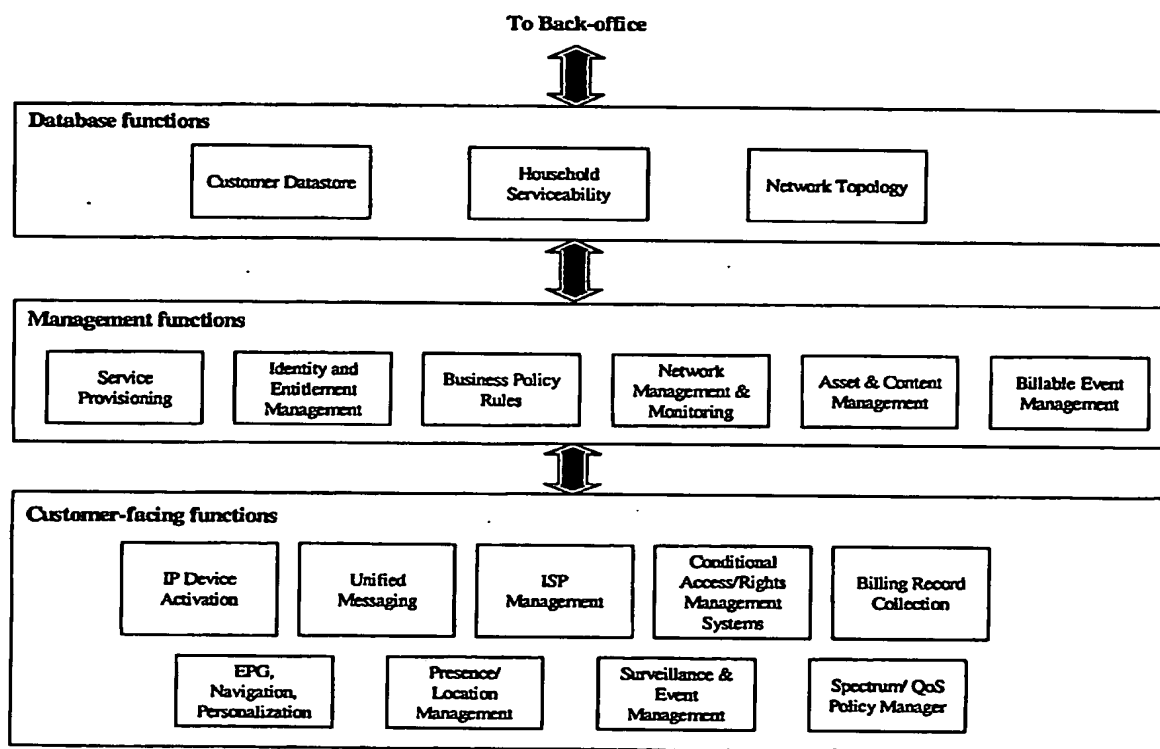 To Back-office
Database functions
Customer Datastore
Household
Serviceability
Network Topology
Management functions
Service
Provisioning
Identity and
Entitlement
Management
Business Policy
Rules
Network
Management &
Monitoring
Asset & Content
Management
Billable Event
Management
Customer-facing functions
IP Device
Activation
Unified
Messaging
ISP
Management
Conditional
Access/Rights
Management
Systems
Billing Record
Collection
EPG,
Navigation,
Personalization
Presence/
Location
Management
Surveillance &
Event
Management
Spectrum/ QoS
Policy Manager